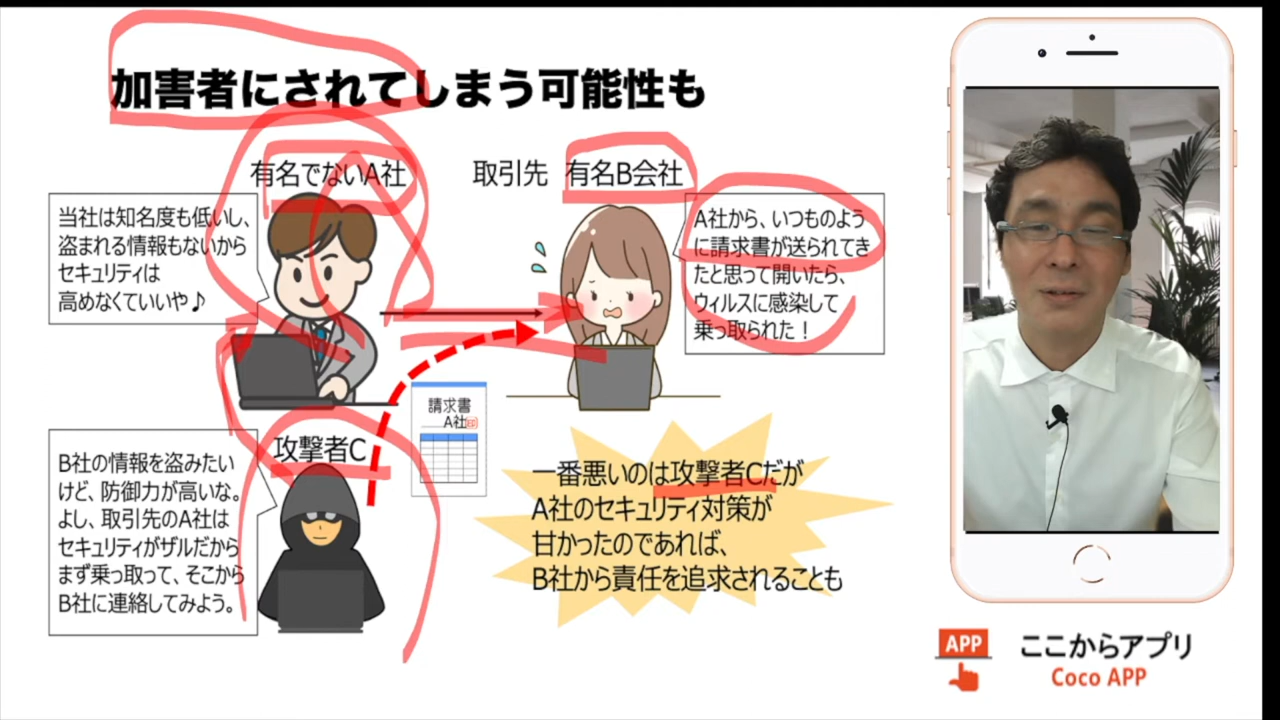 加害者にされてしまう可能性も
有名でないA社
取引先 有名B会社
当社は知名度も低いし、
盗まれる情報もないから
セキュリティは
高めなくていいや♪
A社から、いつものよう
に請求書が送られてき
たと思って開いたら、
ウィルスに感染して
乗っ取られた！
請求書
A社印
攻撃者C
B社の情報を盗みたい
けど、防御力が高いな。
よし、取引先のA社は
セキュリティがザルだから
まず乗っ取って、そこから
B社に連絡してみよう。
一番悪いのは攻撃者Cだが
A社のセキュリティ対策が
甘かったのであれば、
B社から責任を追求されることも
APP
ここからアプリ
Coco APP